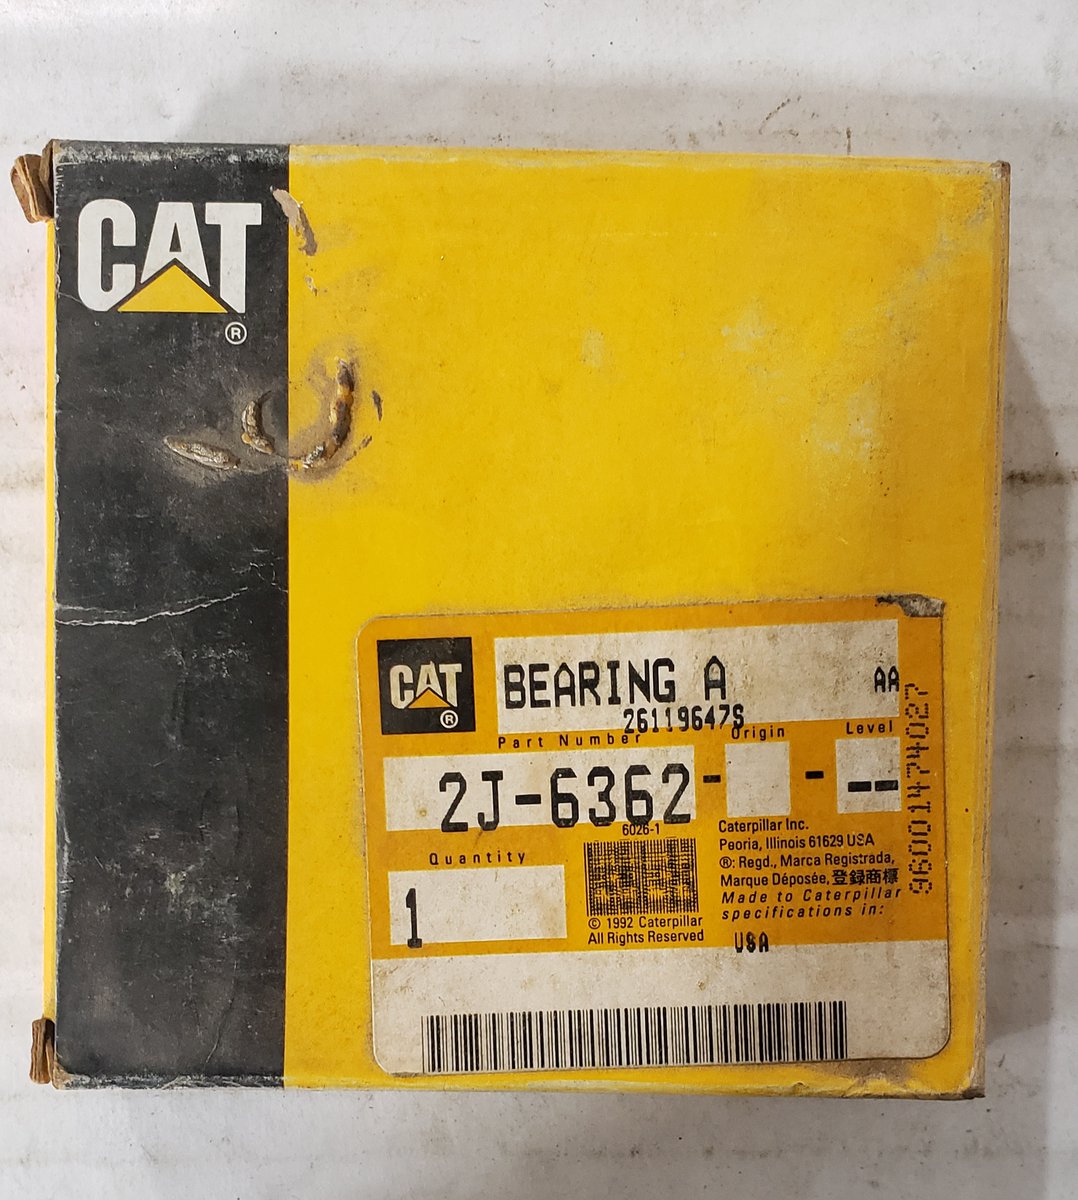 CAT
®
CAT
®
BEARING A
AA
26119647S
Part Number
Origin
Level
2J-6362-
-
--
6026-1
Quantity
1
© 1992 Caterpillar
All Rights Reserved
Caterpillar Inc.
Peoria, Illinois 61629 USA
®: Regd., Marca Registrada,
Marque Déposée, 登録商標
Made to Caterpillar
specifications in:
USA
96001474027